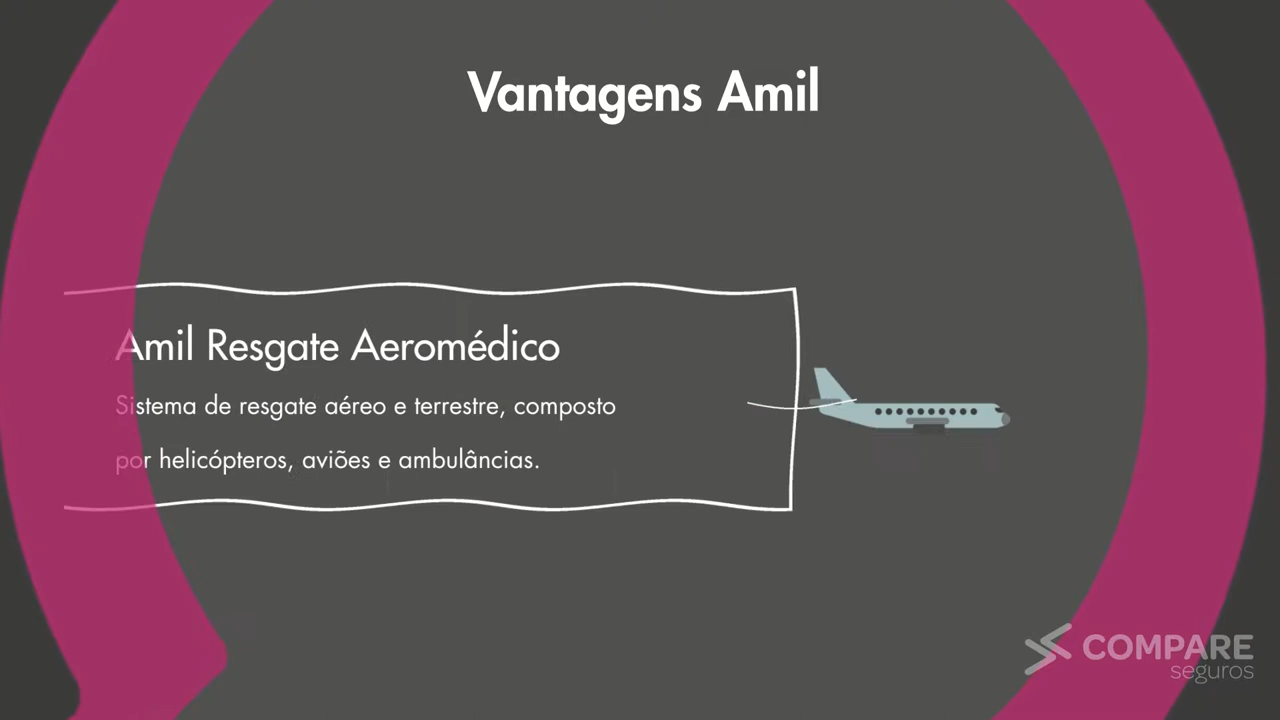 Vantagens Amil
Amil Resgate Aeromédico
Sistema de resgate aéreo e terrestre, composto
por helicópteros, aviões e ambulâncias.
COMPARE
seguros